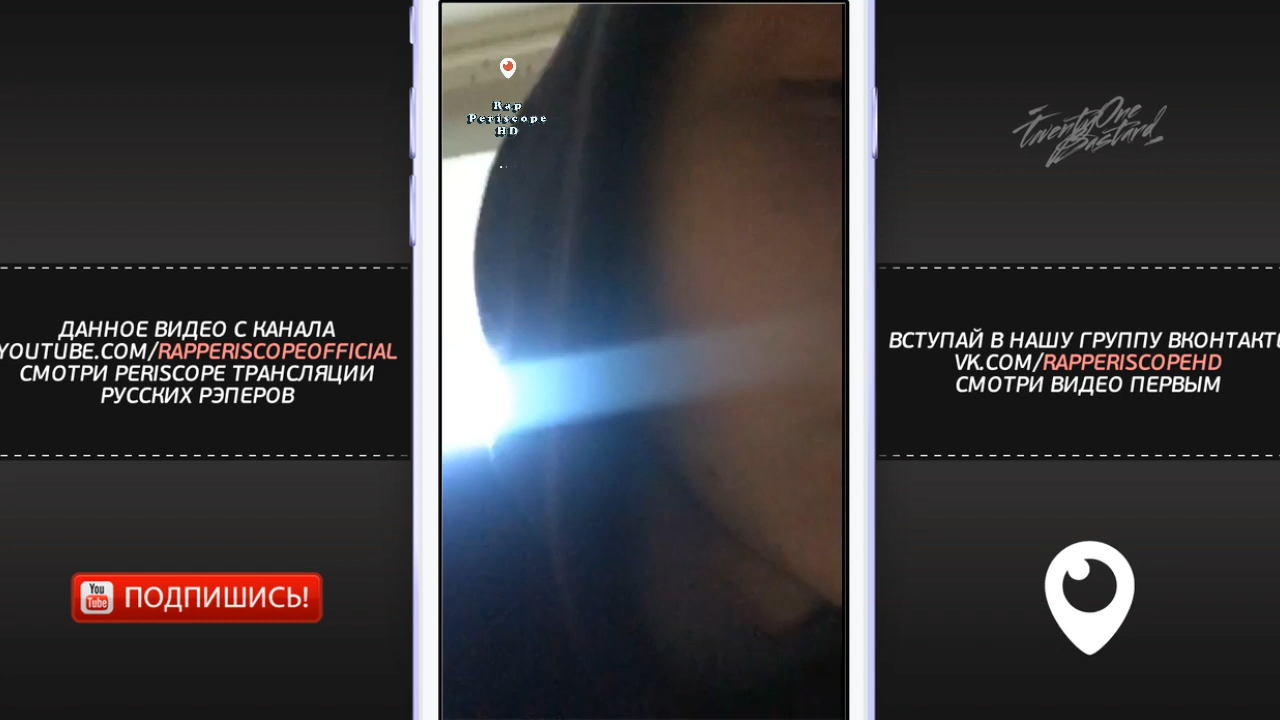 Rap
Periscope
HD
TwentyOne
Bastard
ДАННОЕ ВИДЕО С КАНАЛА
YOUTUBE.COM/RAPPERISCOPEOFFICIAL
СМОТРИ PERISCOPE ТРАНСЛЯЦИИ
РУССКИХ РЭПЕРОВ
ВСТУПАЙ В НАШУ ГРУППУ ВКОНТАКТЕ
VK.COM/RAPPERISCOPEHD
СМОТРИ ВИДЕО ПЕРВЫМ
You
Tube
ПОДПИШИСЬ!